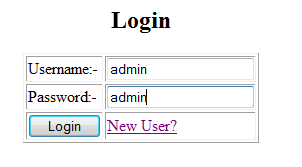 Login
Username:- admin
Password:- admin
Login New User?